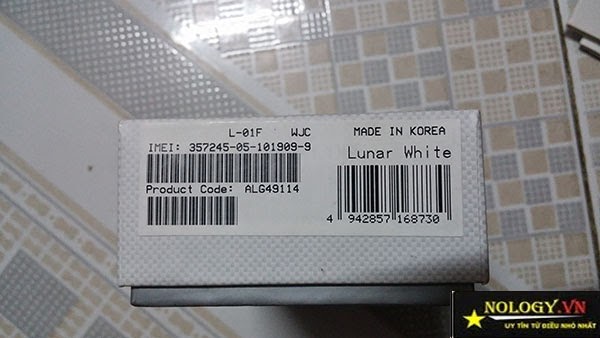 L-01F WJC MADE IN KOREA
IMEI: 357245-05-101909-9
Lunar White
Product Code: ALG49114
4 942857 168730
NOLOGY.VN
UY TÍN TỪ ĐIỀU NHỎ NHẤT